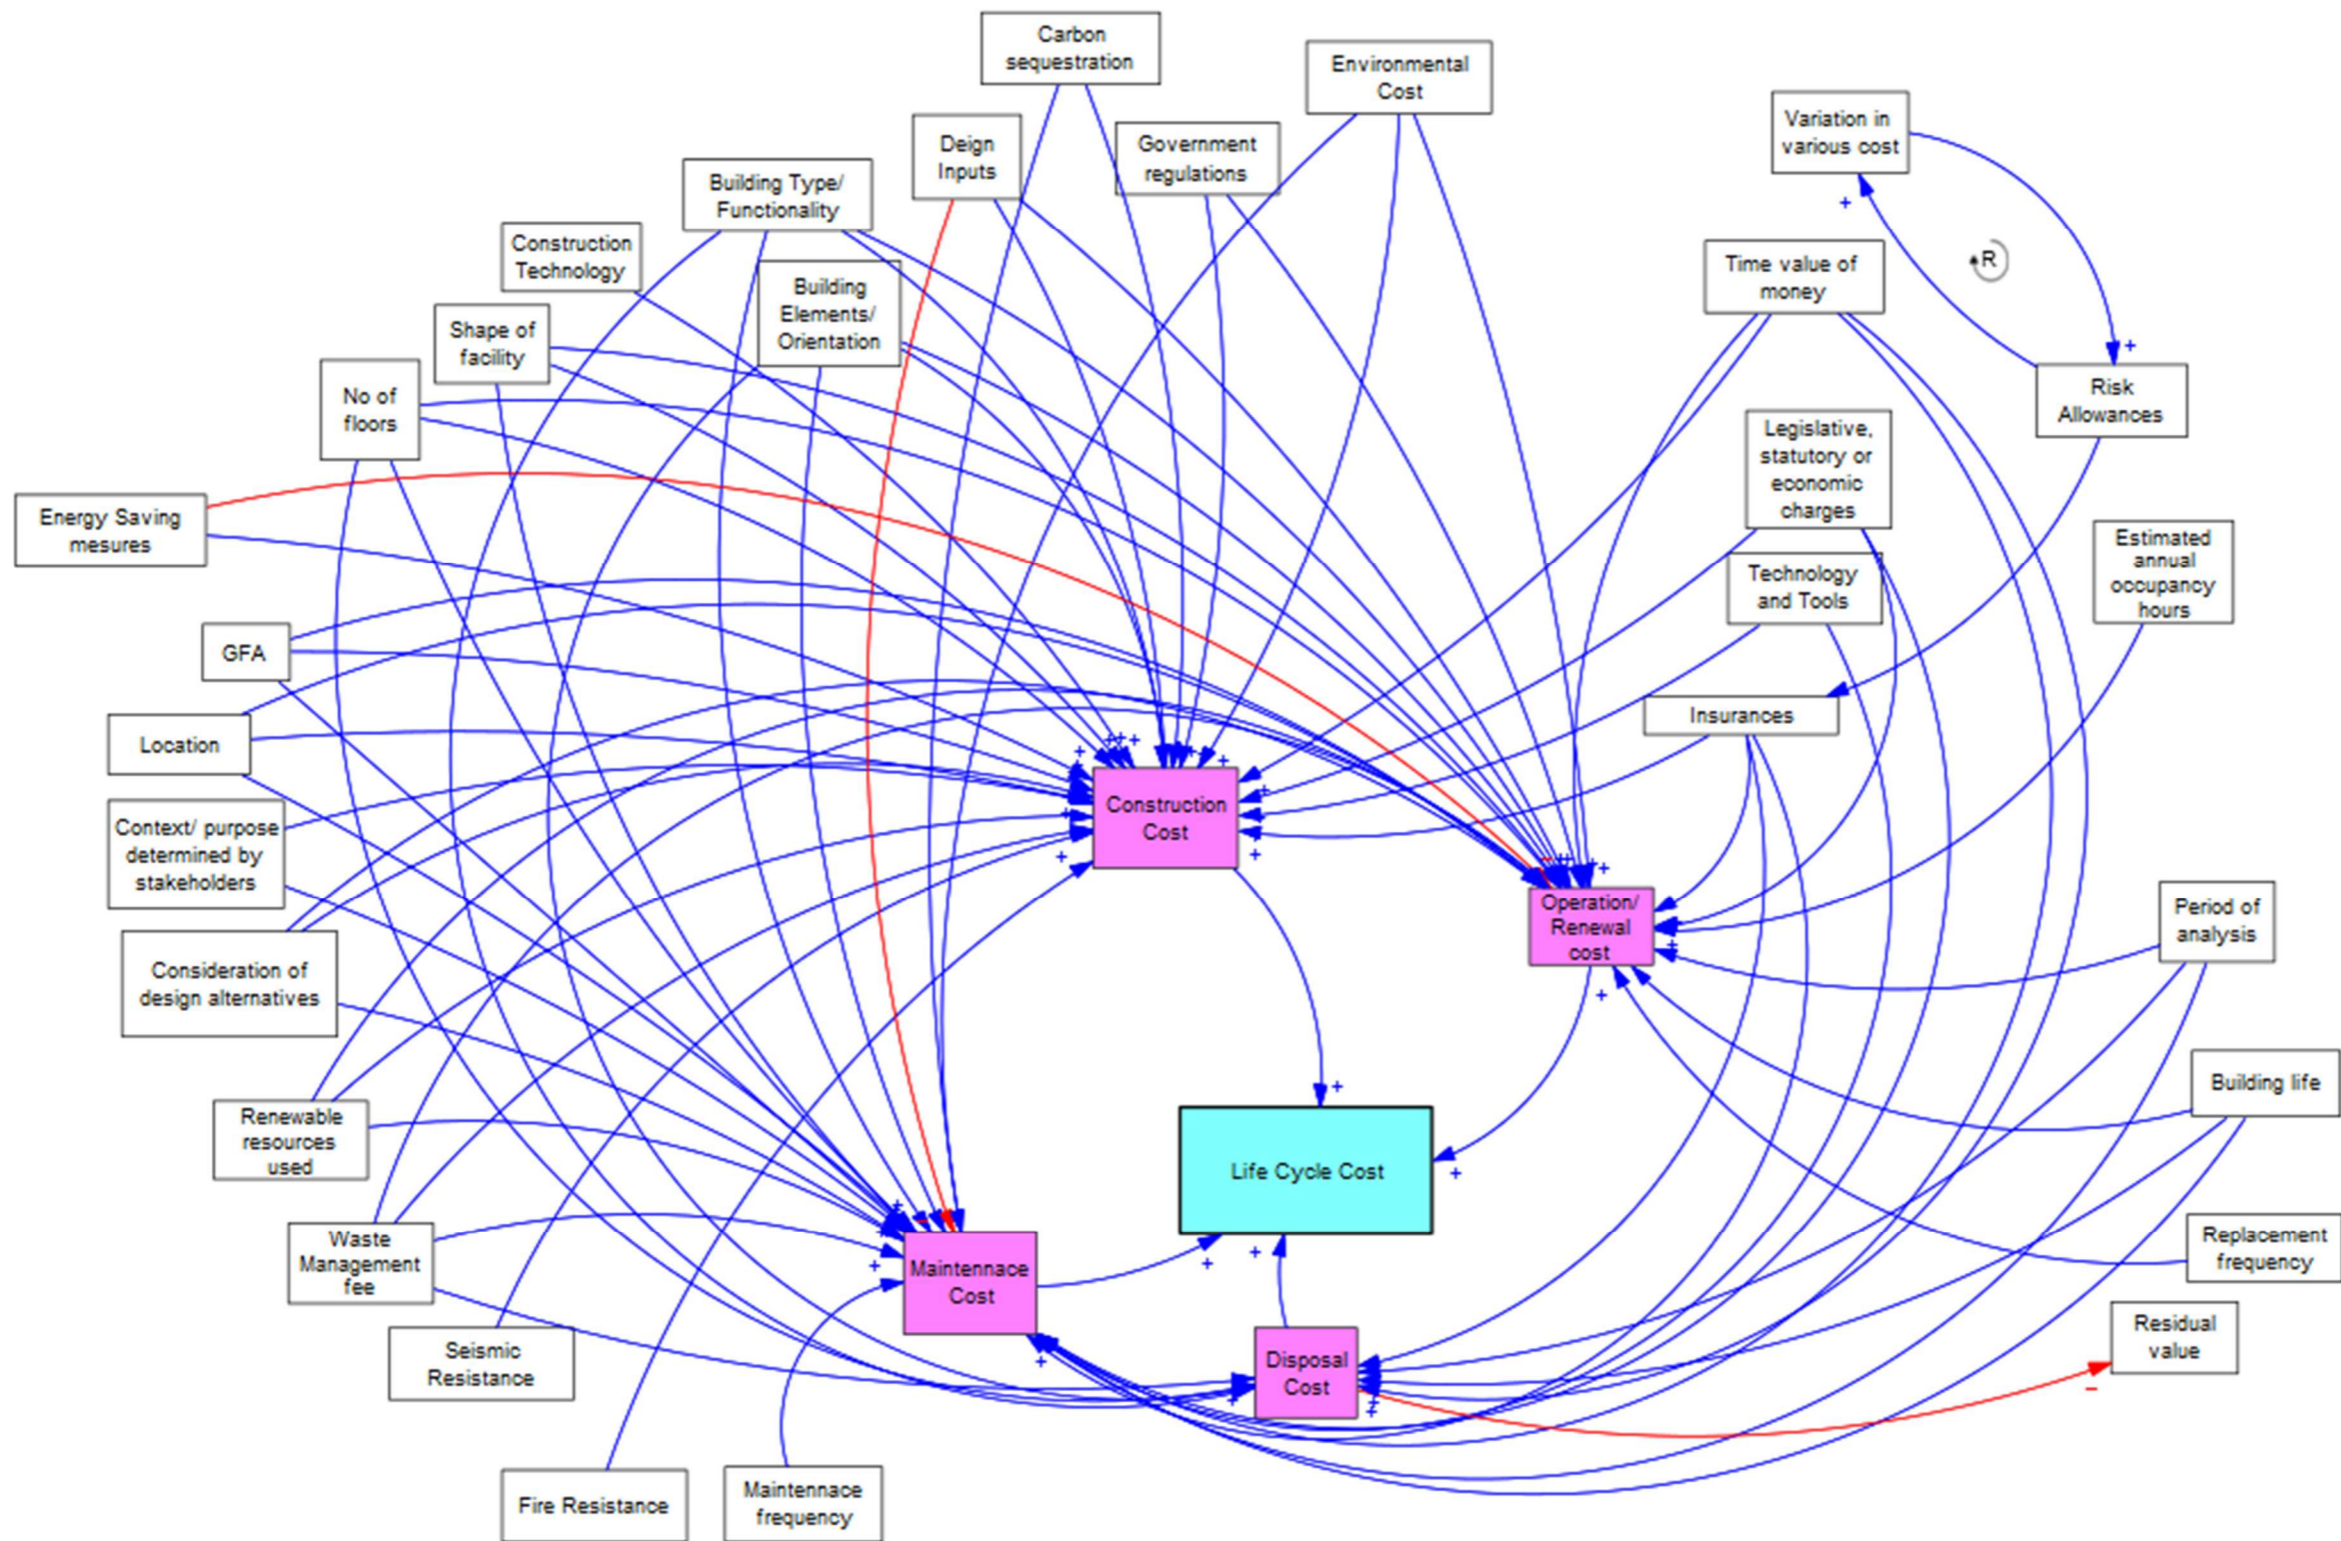 Carbon
sequestration
Environmental
Cost
Variation in
various cost
Deign
Inputs
Government
regulations
Building Type/
Functionality
Construction
Technology
Building
Elements/
Orientation
R
Time value of
money
Shape of
facility
No of
floors
Risk
Allowances
Legislative,
statutory or
economic
charges
Energy Saving
mesures
Estimated
annual
occupancy
hours
Technology
and Tools
GFA
Insurances
Location
Construction
Cost
Context/ purpose
determined by
stakeholders
Operation/
Renewal
cost
Period of
analysis
Consideration of
design alternatives
Building life
Renewable
resources
used
Life Cycle Cost
Waste
Management
fee
Maintennace
Cost
Replacement
frequency
Seismic
Resistance
Disposal
Cost
Residual
value
Fire Resistance
Maintennace
frequency